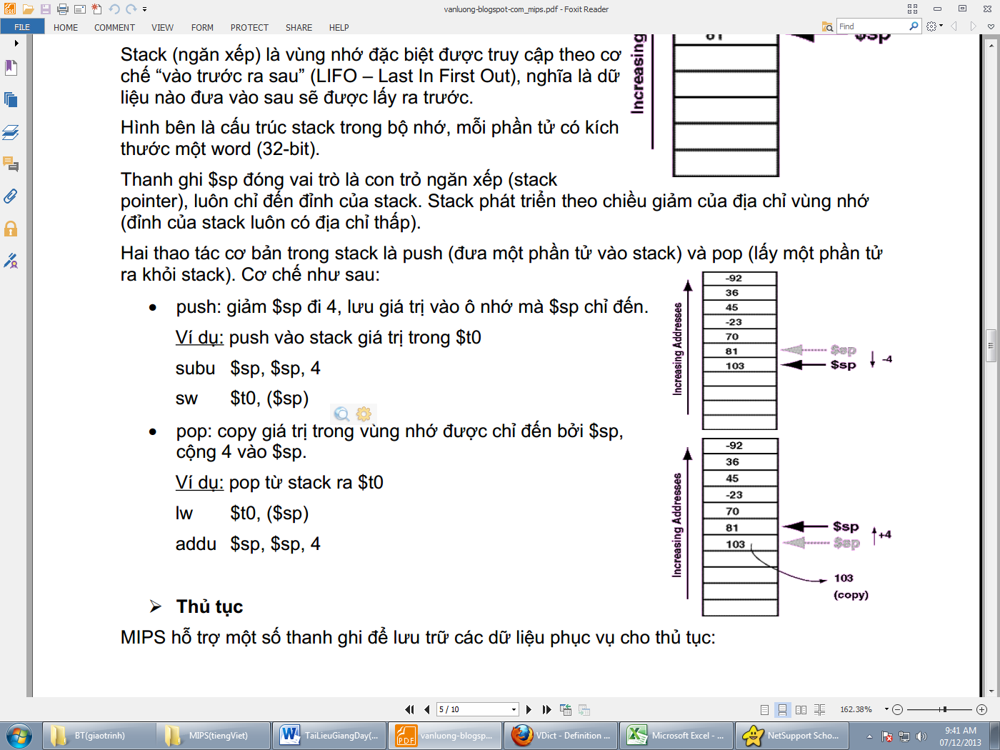 vanluong-blogspot-com_mips.pdf - Foxit Reader
FILE HOME COMMENT VIEW FORM PROTECT SHARE HELP
Find
Stack (ngăn xếp) là vùng nhớ đặc biệt được truy cập theo cơ
chế “vào trước ra sau” (LIFO – Last In First Out), nghĩa là dữ
liệu nào đưa vào sau sẽ được lấy ra trước.
Hình bên là cấu trúc stack trong bộ nhớ, mỗi phần tử có kích
thước một word (32-bit).
81
$sp
Increasing
Thanh ghi $sp đóng vai trò là con trỏ ngăn xếp (stack
pointer), luôn chỉ đến đỉnh của stack. Stack phát triển theo chiều giảm của địa chỉ vùng nhớ
(đỉnh của stack luôn có địa chỉ thấp).
Hai thao tác cơ bản trong stack là push (đưa một phần tử vào stack) và pop (lấy một phần tử
ra khỏi stack). Cơ chế như sau:
• push: giảm $sp đi 4, lưu giá trị vào ô nhớ mà $sp chỉ đến.
Ví dụ: push vào stack giá trị trong $t0
subu $sp, $sp, 4
sw $t0, ($sp)
Increasing Addresses
-92
36
45
-23
70
81
103
$sp
$sp
-4
• pop: copy giá trị trong vùng nhớ được chỉ đến bởi $sp,
cộng 4 vào $sp.
Ví dụ: pop từ stack ra $t0
lw $t0, ($sp)
addu $sp, $sp, 4
Increasing Addresses
-92
36
45
-23
70
81
103
$sp
$sp
+4
103
(copy)
➢ Thủ tục
MIPS hỗ trợ một số thanh ghi để lưu trữ các dữ liệu phục vụ cho thủ tục:
5 / 10
162.38%
BT(giaotrinh)
MIPS(tiengViet)
TaiLieuGiangDay(...
vanluong-blogsp...
VDict - Definition ...
Microsoft Excel - ...
NetSupport Scho...
9:41 AM
07/12/2013